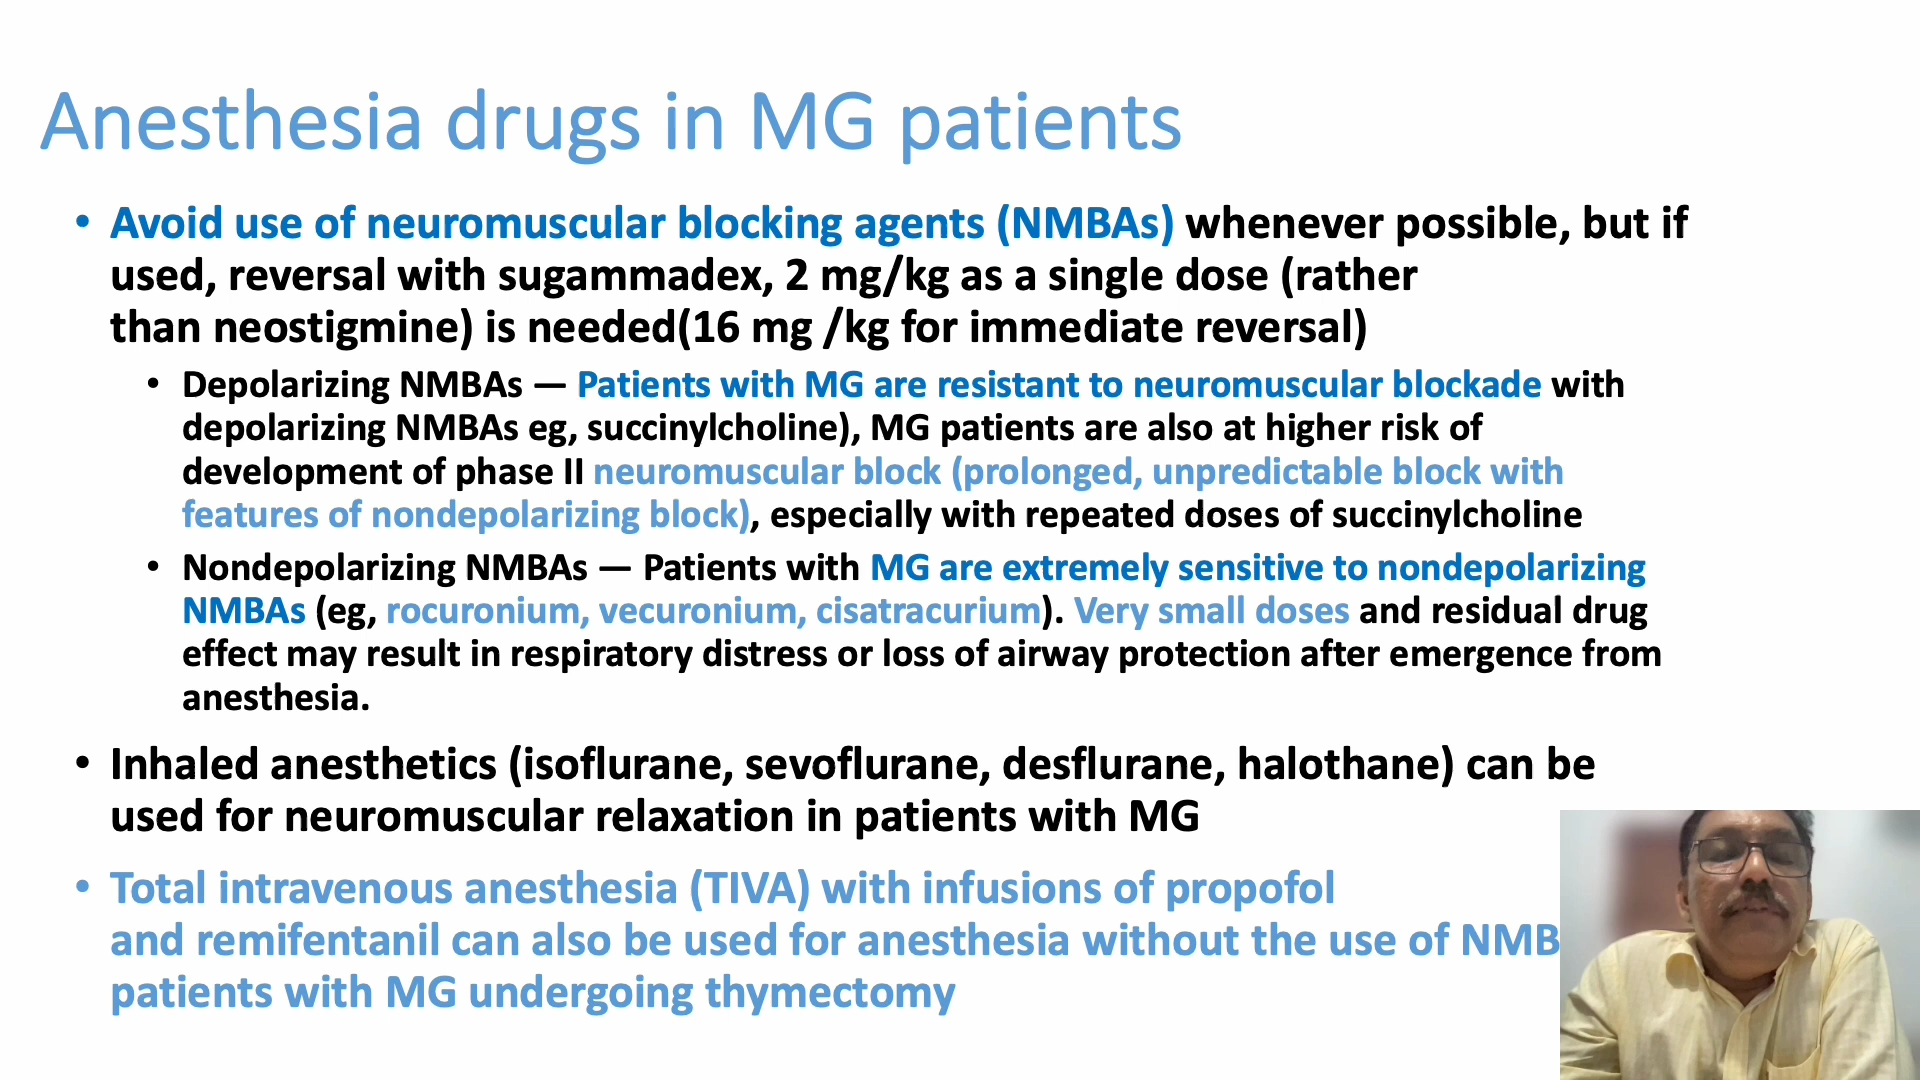 Anesthesia drugs in MG patients
• Avoid use of neuromuscular blocking agents (NMBAs) whenever possible, but if
used, reversal with sugammadex, 2 mg/kg as a single dose (rather
than neostigmine) is needed(16 mg /kg for immediate reversal)
• Depolarizing NMBAs — Patients with MG are resistant to neuromuscular blockade with
depolarizing NMBAs eg, succinylcholine), MG patients are also at higher risk of
development of phase II neuromuscular block (prolonged, unpredictable block with
features of nondepolarizing block), especially with repeated doses of succinylcholine
• Nondepolarizing NMBAs — Patients with MG are extremely sensitive to nondepolarizing
NMBAs (eg, rocuronium, vecuronium, cisatracurium). Very small doses and residual drug
effect may result in respiratory distress or loss of airway protection after emergence from
anesthesia.
• Inhaled anesthetics (isoflurane, sevoflurane, desflurane, halothane) can be
used for neuromuscular relaxation in patients with MG
• Total intravenous anesthesia (TIVA) with infusions of propofol
and remifentanil can also be used for anesthesia without the use of NMB
patients with MG undergoing thymectomy